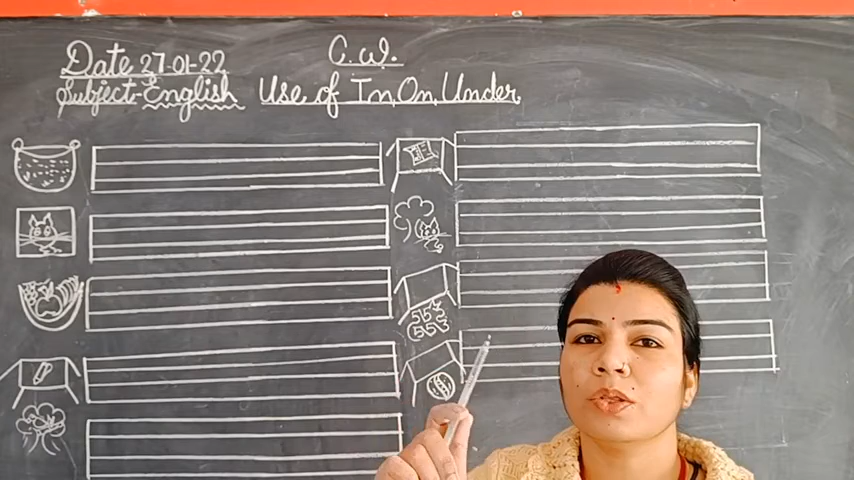 C.W.
Date 27-01-22
Subject-English Use of In, On, Under